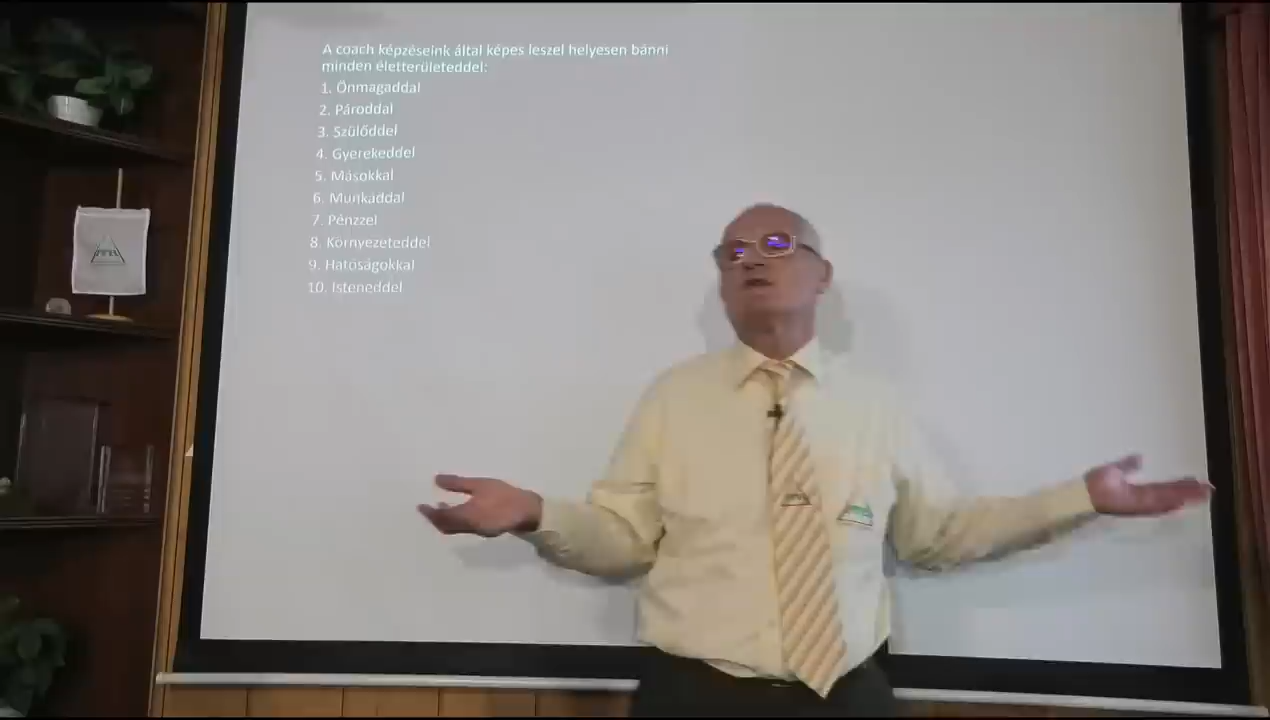 A coach képzéseink által képes leszel helyesen bánni
minden életterületeddel:
1. Önmagaddal
2. Pároddal
3. Szülőddel
4. Gyerekeddel
5. Másokkal
6. Munkáddal
7. Pénzzel
8. Környezeteddel
9. Hatóságokkal
10. Isteneddel